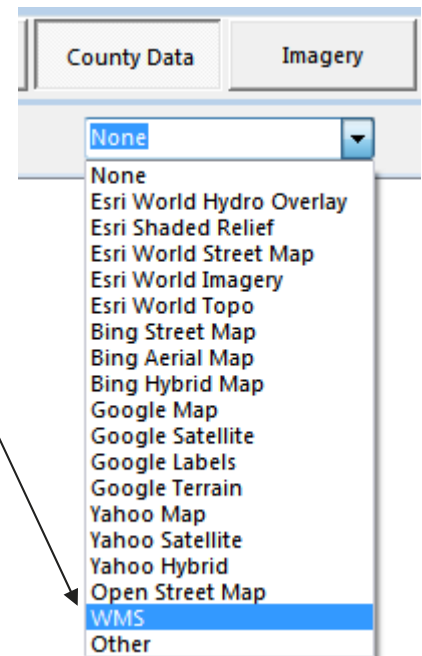 County Data Imagery
None
None
Esri World Hydro Overlay
Esri Shaded Relief
Esri World Street Map
Esri World Imagery
Esri World Topo
Bing Street Map
Bing Aerial Map
Bing Hybrid Map
Google Map
Google Satellite
Google Labels
Google Terrain
Yahoo Map
Yahoo Satellite
Yahoo Hybrid
Open Street Map
WMS
Other